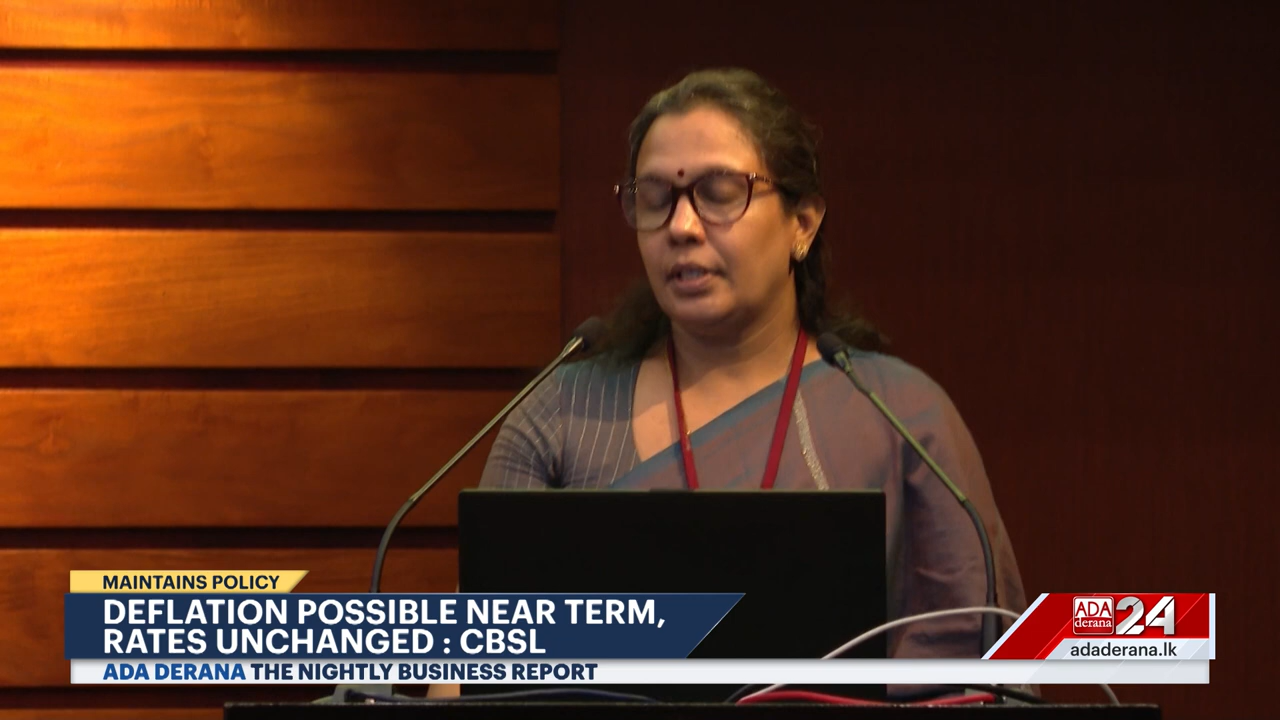 MAINTAINS POLICY
DEFLATION POSSIBLE NEAR TERM,
RATES UNCHANGED : CBSL
ADA DERANA THE NIGHTLY BUSINESS REPORT
ADA
derana
24
adaderana.lk